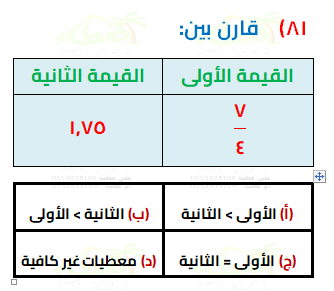 ٨١) قارن بين:
القيمة الأولى القيمة الثانية
٧
٤
١,٧٥
(أ) الأولى > الثانية (ب) الثانية > الأولى
(ج) الأولى = الثانية (د) معطيات غير كافية